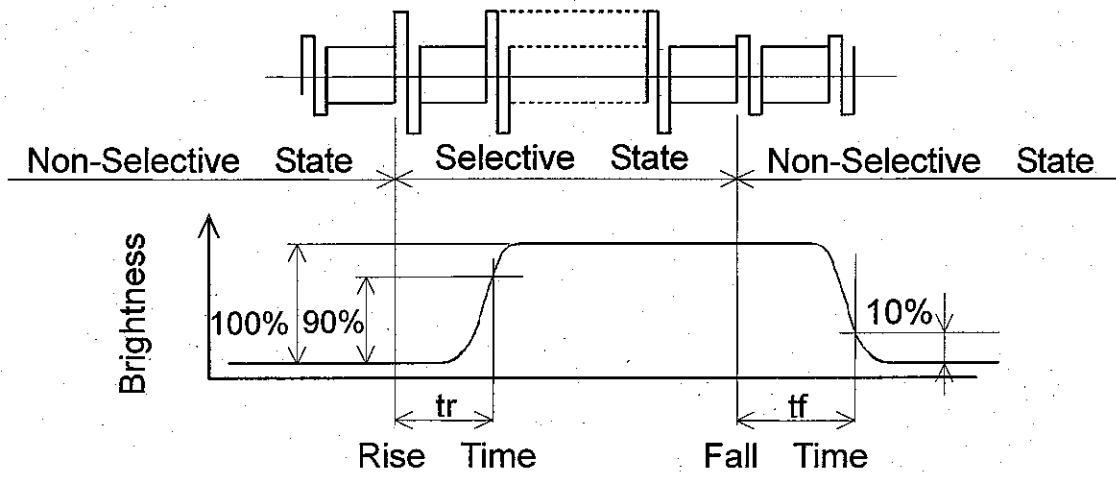 Non-Selective State Selective State Non-Selective State
Brightness
100% 90% 10%
tr tf
Rise Time Fall Time